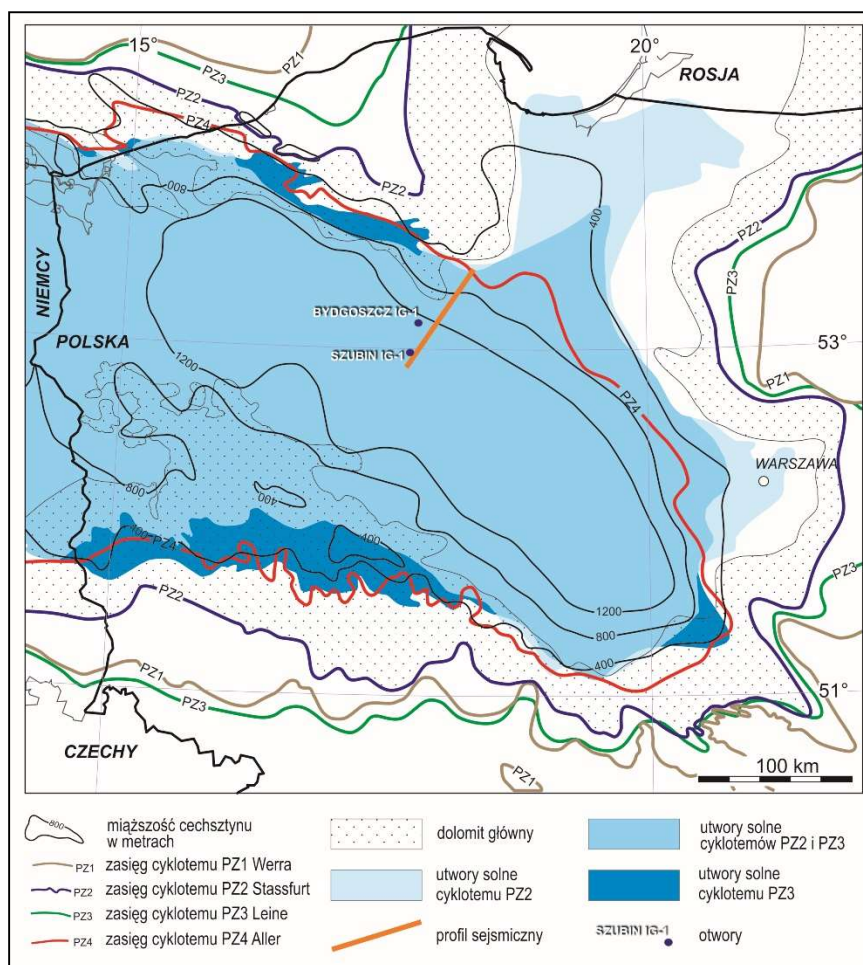 15°
20°
PZ1
PZ3
ROSJA
PZ2
PZ4
PZ2
800
400
PZ2
PZ3
NIEMCY
BYDGOSZCZ IG-1
53°
POLSKA
SZUBIN IG-1
PZ1
1200
PZ4
WARSZAWA
800
400
400
PZ4
400
PZ3
PZ2
1200
800
400
PZ1
51°
PZ3
CZECHY
PZ1
100 km
800
miąższość cechsztynu
w metrach
PZ1 zasięg cyklotemu PZ1 Werra
PZ2 zasięg cyklotemu PZ2 Stassfurt
PZ3 zasięg cyklotemu PZ3 Leine
PZ4 zasięg cyklotemu PZ4 Aller
dolomit główny
utwory solne
cyklotemu PZ2
profil sejsmiczny
utwory solne
cyklotemów PZ2 i PZ3
utwory solne
cyklotemu PZ3
SZUBIN IG-1
otwory